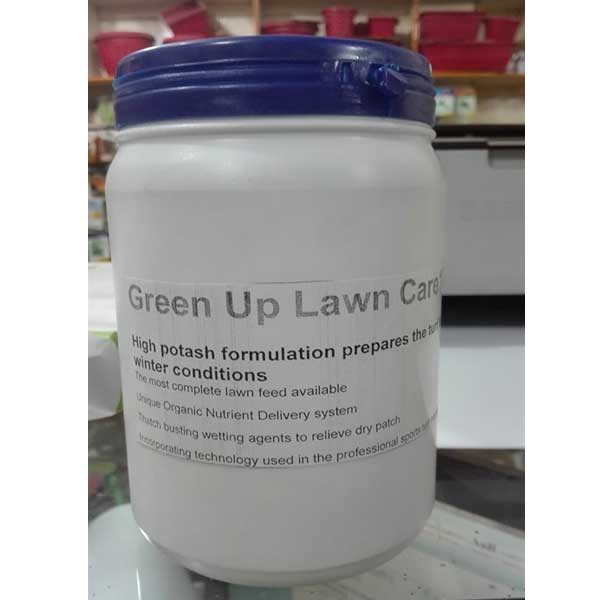 Green Up Lawn Care
High potash formulation prepares the turf
winter conditions
The most complete lawn feed available
Unique Organic Nutrient Delivery system
Thatch busting wetting agents to relieve dry patch
Incorporating technology used in the professional sports